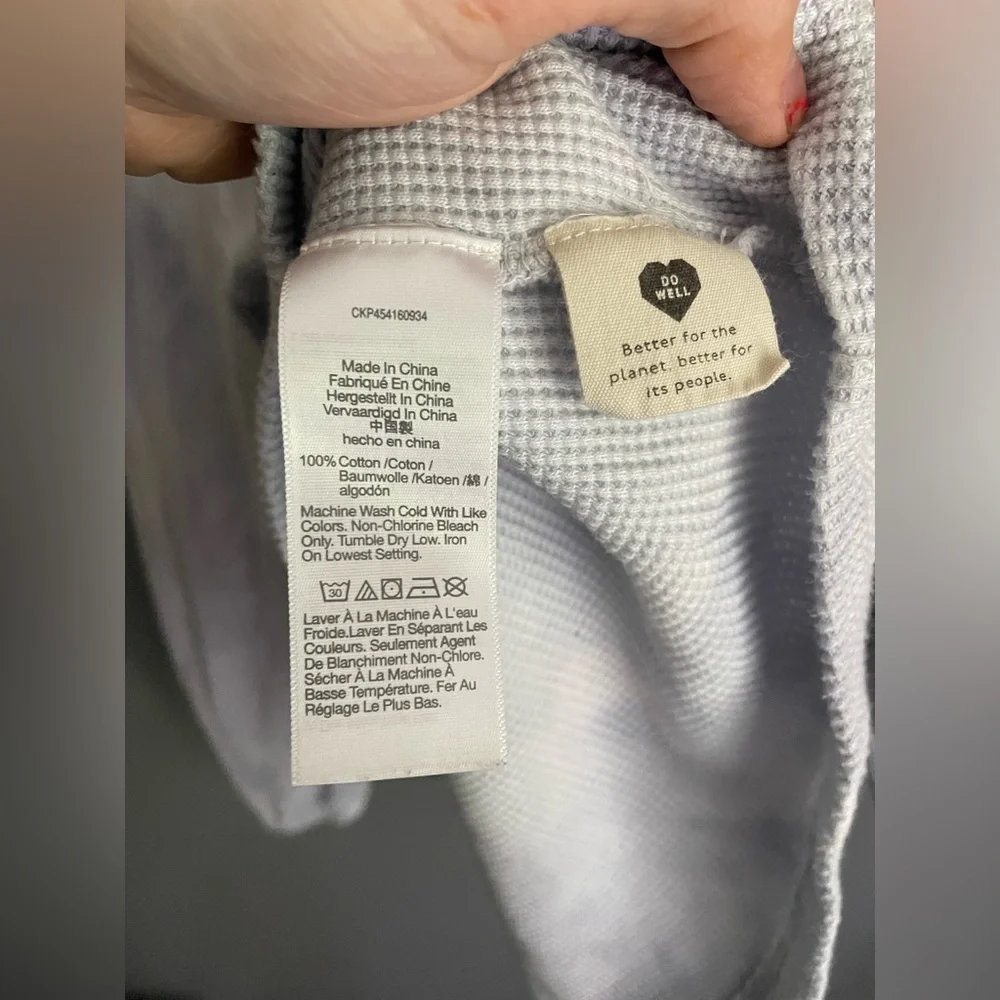 CKP454160934
Made In China
Fabriqué En Chine
Hergestellt In China
Vervaardigd In China
中国製
hecho en china
100% Cotton /Coton /
Baumwolle /Katoen /綿 /
algodón
Machine Wash Cold With Like
Colors. Non-Chlorine Bleach
Only. Tumble Dry Low. Iron
On Lowest Setting.
30
Laver À La Machine À L'eau
Froide.Laver En Séparant Les
Couleurs. Seulement Agent
De Blanchiment Non-Chlore.
Sécher À La Machine À
Basse Température. Fer Au
Réglage Le Plus Bas.
DO
WELL
Better for the
planet, better for
its people.